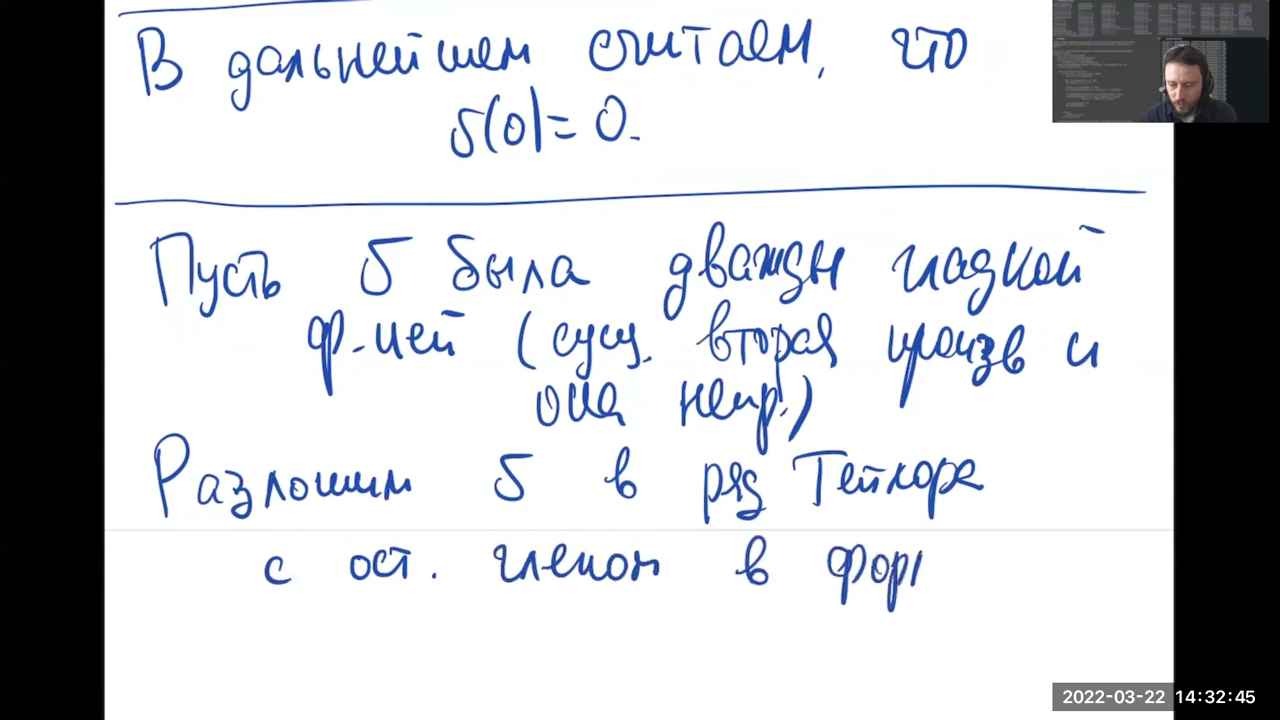 В дальнейшем считаем, что
б(0)=0.
Пусть б была дважды гладкой
ф-ией (сущ. вторая произв и
она непр.)
Разложим б в ряд Тейлора
с ост. членом в фор
2022-03-22 14:32:45